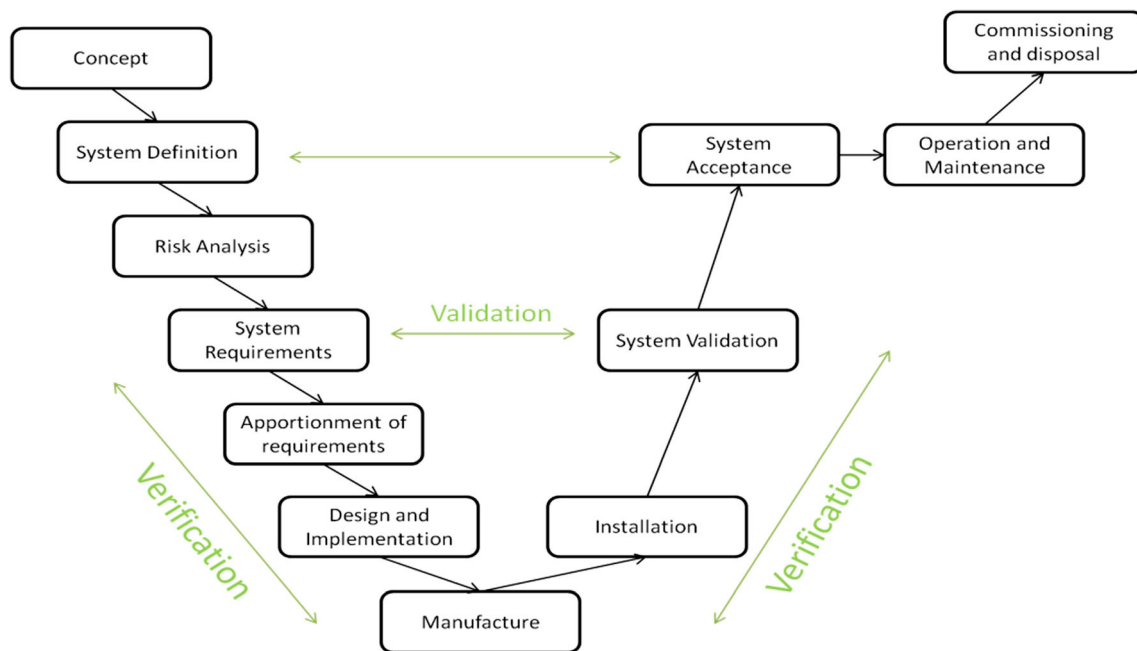 Concept
Commissioning
and disposal
System Definition
System
Acceptance
Operation and
Maintenance
Risk Analysis
System
Requirements
Validation
System Validation
Apportionment of
requirements
Verification
Design and
Implementation
Installation
Verification
Manufacture